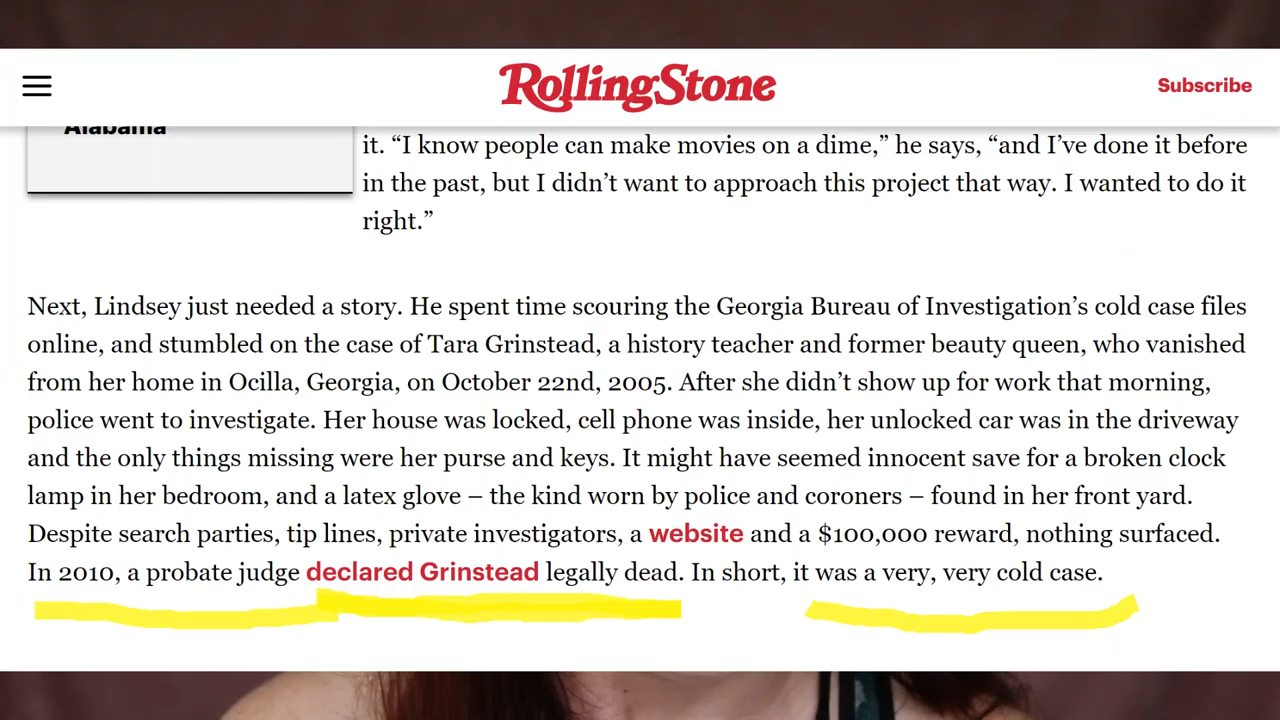 RollingStone
Subscribe
Alabama
it. “I know people can make movies on a dime,” he says, “and I’ve done it before
in the past, but I didn’t want to approach this project that way. I wanted to do it
right.”
Next, Lindsey just needed a story. He spent time scouring the Georgia Bureau of Investigation’s cold case files
online, and stumbled on the case of Tara Grinstead, a history teacher and former beauty queen, who vanished
from her home in Ocilla, Georgia, on October 22nd, 2005. After she didn’t show up for work that morning,
police went to investigate. Her house was locked, cell phone was inside, her unlocked car was in the driveway
and the only things missing were her purse and keys. It might have seemed innocent save for a broken clock
lamp in her bedroom, and a latex glove – the kind worn by police and coroners – found in her front yard.
Despite search parties, tip lines, private investigators, a website and a $100,000 reward, nothing surfaced.
In 2010, a probate judge declared Grinstead legally dead. In short, it was a very, very cold case.